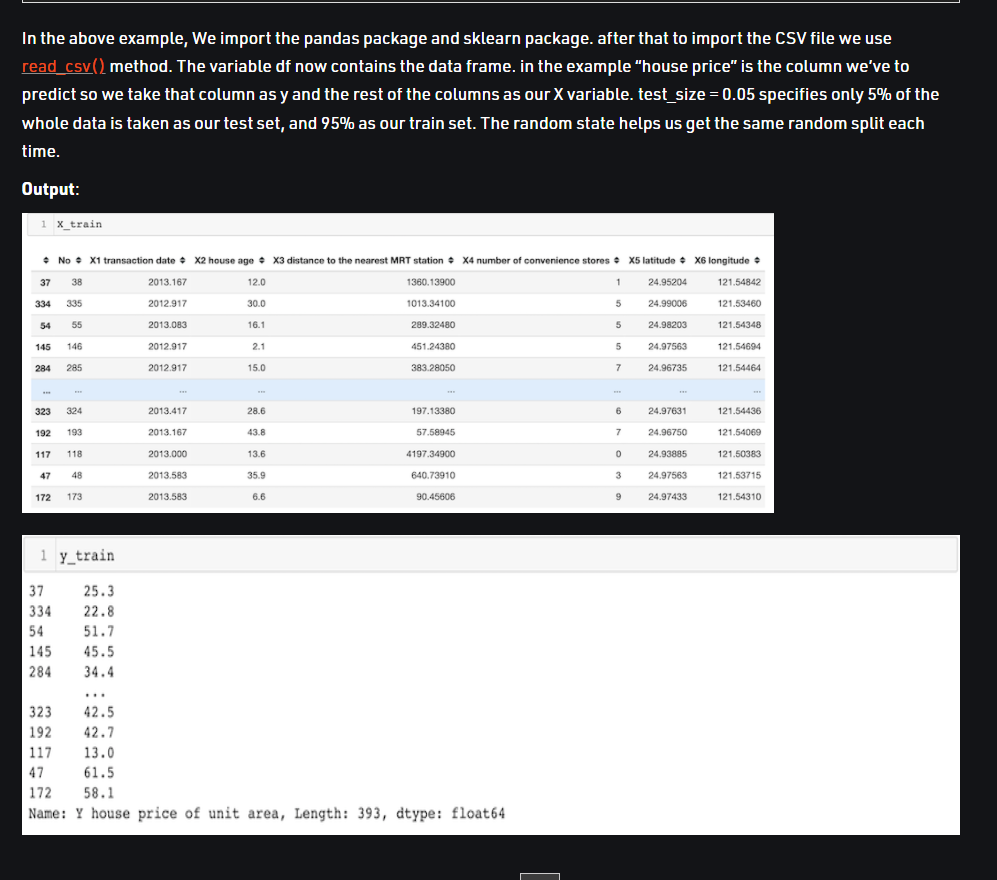 In the above example, We import the pandas package and sklearn package. after that to import the CSV file we use
read_csv() method. The variable df now contains the data frame. in the example “house price” is the column we’ve to
predict so we take that column as y and the rest of the columns as our X variable. test_size = 0.05 specifies only 5% of the
whole data is taken as our test set, and 95% as our train set. The random state helps us get the same random split each
time.
Output:
1 X_train
No X1 transaction date X2 house age X3 distance to the nearest MRT station X4 number of convenience stores X5 latitude X6 longitude
37 38 2013.167 12.0 1360.13900 1 24.95204 121.54842
334 335 2012.917 30.0 1013.34100 5 24.99006 121.53460
54 55 2013.083 16.1 289.32480 5 24.98203 121.54348
145 146 2012.917 2.1 451.24380 5 24.97563 121.54694
284 285 2012.917 15.0 383.28050 7 24.96735 121.54464
... ... ... ... ... ... ... ...
323 324 2013.417 28.6 197.13380 6 24.97631 121.54436
192 193 2013.167 43.8 57.58945 7 24.96750 121.54069
117 118 2013.000 13.6 4197.34900 0 24.93885 121.50383
47 48 2013.583 35.9 640.73910 3 24.97563 121.53715
172 173 2013.583 6.6 90.45606 9 24.97433 121.54310
1 y_train
37 25.3
334 22.8
54 51.7
145 45.5
284 34.4
...
323 42.5
192 42.7
117 13.0
47 61.5
172 58.1
Name: Y house price of unit area, Length: 393, dtype: float64